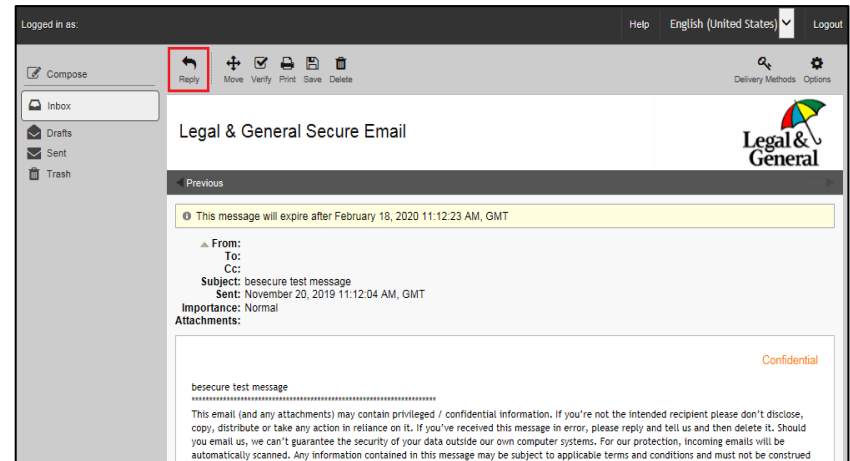 Logged in as:
Help English (United States) Logout
Compose
Reply Move Verify Print Save Delete
Delivery Methods Options
Inbox
Drafts
Sent
Trash
Legal & General Secure Email
Legal &
General
Previous
This message will expire after February 18, 2020 11:12:23 AM, GMT
From:
To:
Cc:
Subject: besecure test message
Sent: November 20, 2019 11:12:04 AM, GMT
Importance: Normal
Attachments:
Confidential
besecure test message
**********************************************************************
This email (and any attachments) may contain privileged / confidential information. If you're not the intended recipient please don't disclose,
copy, distribute or take any action in reliance on it. If you've received this message in error, please reply and tell us and then delete it. Should
you email us, we can't guarantee the security of your data outside our own computer systems. For our protection, incoming emails will be
automatically scanned. Any information contained in this message may be subject to applicable terms and conditions and must not be construed